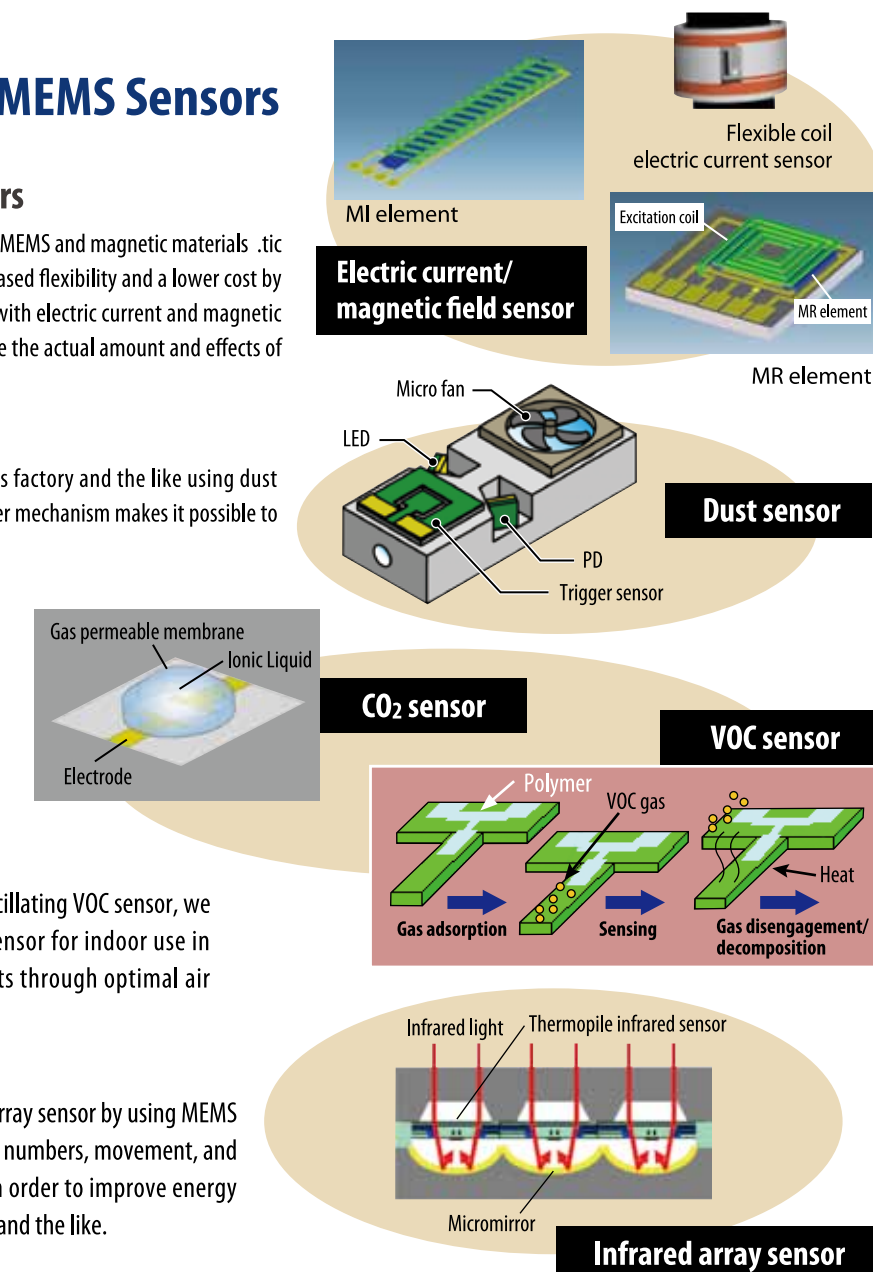 MEMS Sensors
rs
MEMS and magnetic materials .tic
ased flexibility and a lower cost by
with electric current and magnetic
e the actual amount and effects of
MI element
Flexible coil
electric current sensor
Excitation coil
MR element
MR element
Electric current/
magnetic field sensor
s factory and the like using dust
er mechanism makes it possible to
Micro fan
LED
PD
Trigger sensor
Dust sensor
Gas permeable membrane
Ionic Liquid
Electrode
CO2 sensor
VOC sensor
Polymer
VOC gas
Heat
Gas adsorption
Sensing
Gas disengagement/
decomposition
cillating VOC sensor, we
ensor for indoor use in
ts through optimal air
Infrared light
Thermopile infrared sensor
Micromirror
rray sensor by using MEMS
numbers, movement, and
n order to improve energy
and the like.
Infrared array sensor